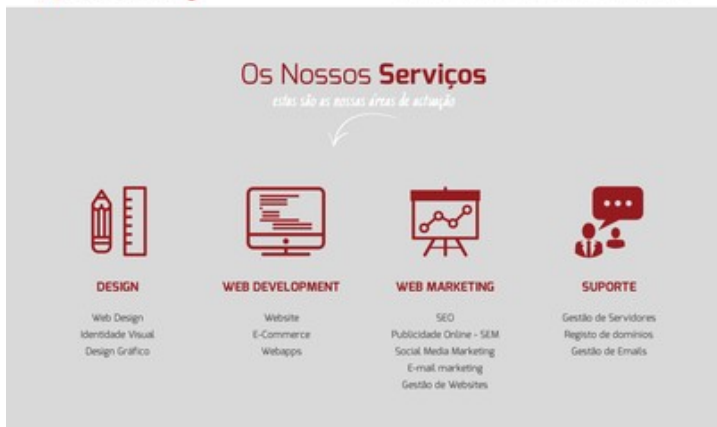 Os Nossos Serviços
estas são as nossas áreas de actuação
DESIGN
Web Design
Identidade Visual
Design Gráfico
WEB DEVELOPMENT
Website
E-Commerce
Webapps
WEB MARKETING
SEO
Publicidade Online - SEM
Social Media Marketing
E-mail marketing
Gestão de Websites
SUPORTE
Gestão de Servidores
Registo de domínios
Gestão de Emails